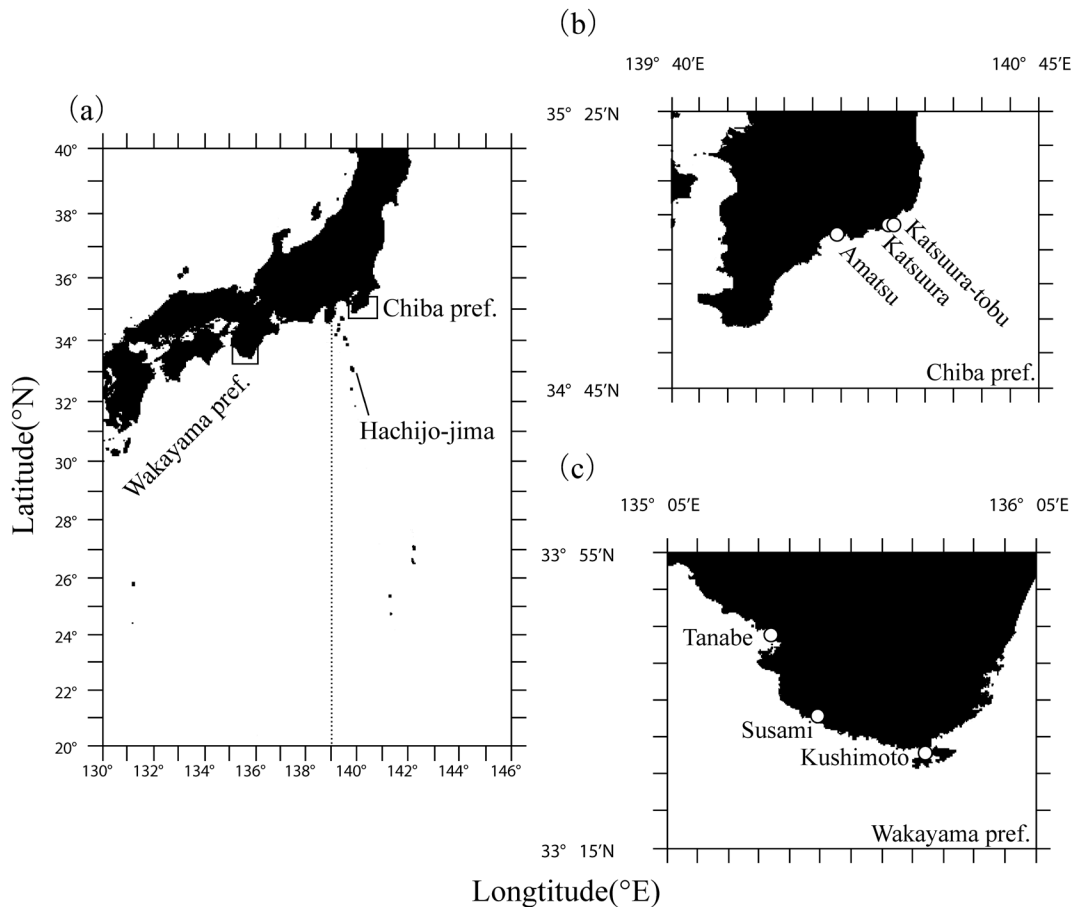 (a)
40°
38°
36°
34°
32°
30°
28°
26°
24°
22°
20°
130°
132°
134°
136°
138°
140°
142°
144°
146°
Latitude(°N)
Chiba pref.
Wakayama pref.
Hachijo-jima
(b)
139° 40′E
140° 45′E
35° 25′N
34° 45′N
Amatsu
Katsuura
Katsuura-tobu
Chiba pref.
(c)
135° 05′E
136° 05′E
33° 55′N
33° 15′N
Tanabe
Susami
Kushimoto
Wakayama pref.
Longtitude(°E)